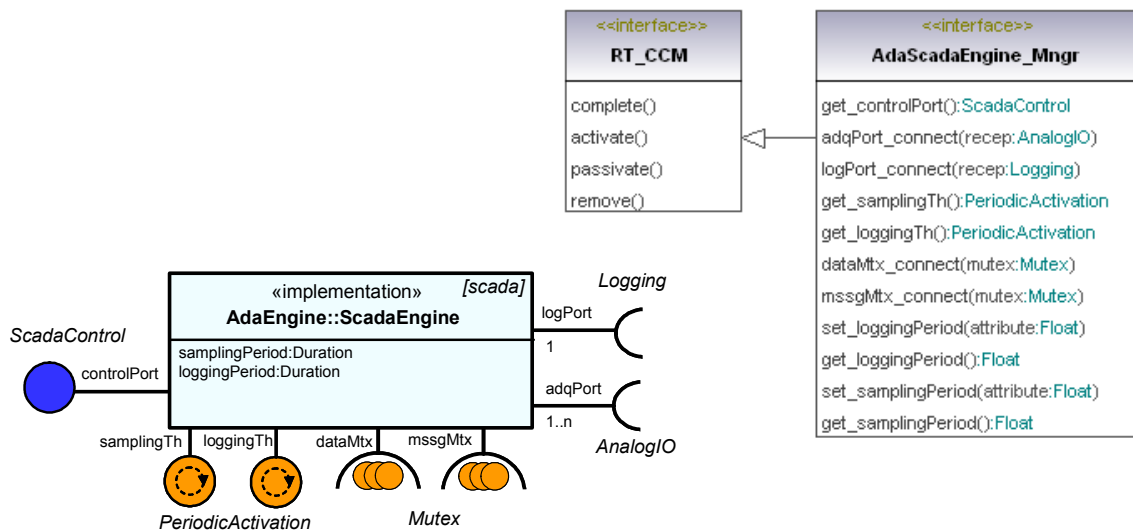 <<interface>>
RT_CCM
complete()
activate()
passivate()
remove()
<<interface>>
AdaScadaEngine_Mngr
get_controlPort():ScadaControl
adqPort_connect(recep:AnalogIO)
logPort_connect(recep:Logging)
get_samplingTh():PeriodicActivation
get_loggingTh():PeriodicActivation
dataMtx_connect(mutex:Mutex)
mssgMtx_connect(mutex:Mutex)
set_loggingPeriod(attribute:Float)
get_loggingPeriod():Float
set_samplingPeriod(attribute:Float)
get_samplingPeriod():Float
«implementation» [scada]
AdaEngine::ScadaEngine
samplingPeriod:Duration
loggingPeriod:Duration
ScadaControl
controlPort
Logging
logPort
1
adqPort
1..n
AnalogIO
samplingTh
loggingTh
dataMtx
mssgMtx
PeriodicActivation
Mutex